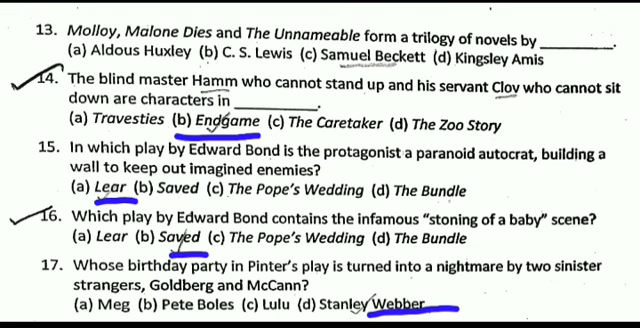 13. Molloy, Malone Dies and The Unnameable form a trilogy of novels by ________.
(a) Aldous Huxley (b) C. S. Lewis (c) Samuel Beckett (d) Kingsley Amis
14. The blind master Hamm who cannot stand up and his servant Clov who cannot sit
down are characters in ________.
(a) Travesties (b) Endgame (c) The Caretaker (d) The Zoo Story
15. In which play by Edward Bond is the protagonist a paranoid autocrat, building a
wall to keep out imagined enemies?
(a) Lear (b) Saved (c) The Pope's Wedding (d) The Bundle
16. Which play by Edward Bond contains the infamous "stoning of a baby" scene?
(a) Lear (b) Saved (c) The Pope's Wedding (d) The Bundle
17. Whose birthday party in Pinter's play is turned into a nightmare by two sinister
strangers, Goldberg and McCann?
(a) Meg (b) Pete Boles (c) Lulu (d) Stanley Webber